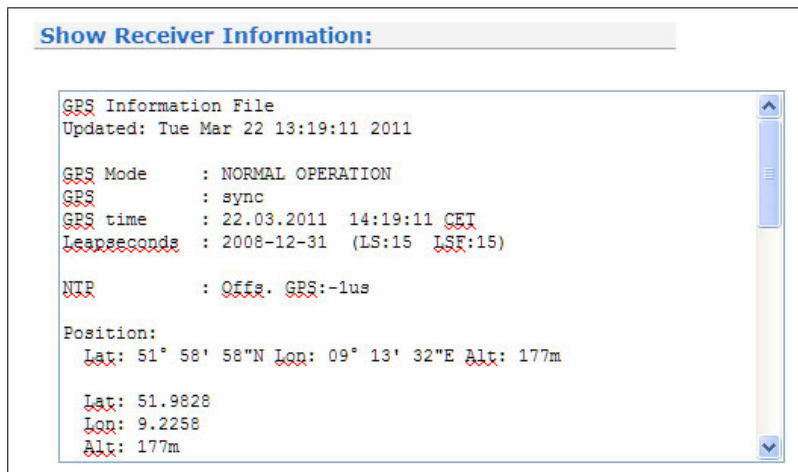 Show Receiver Information:
GPS Information File
Updated: Tue Mar 22 13:19:11 2011
GPS Mode : NORMAL OPERATION
GPS : sync
GPS time : 22.03.2011 14:19:11 CET
Leapseconds : 2008-12-31 (LS:15 LSF:15)
NTP : Offs. GPS:-1us
Position:
Lat: 51° 58' 58"N Lon: 09° 13' 32"E Alt: 177m
Lat: 51.9828
Lon: 9.2258
Alt: 177m